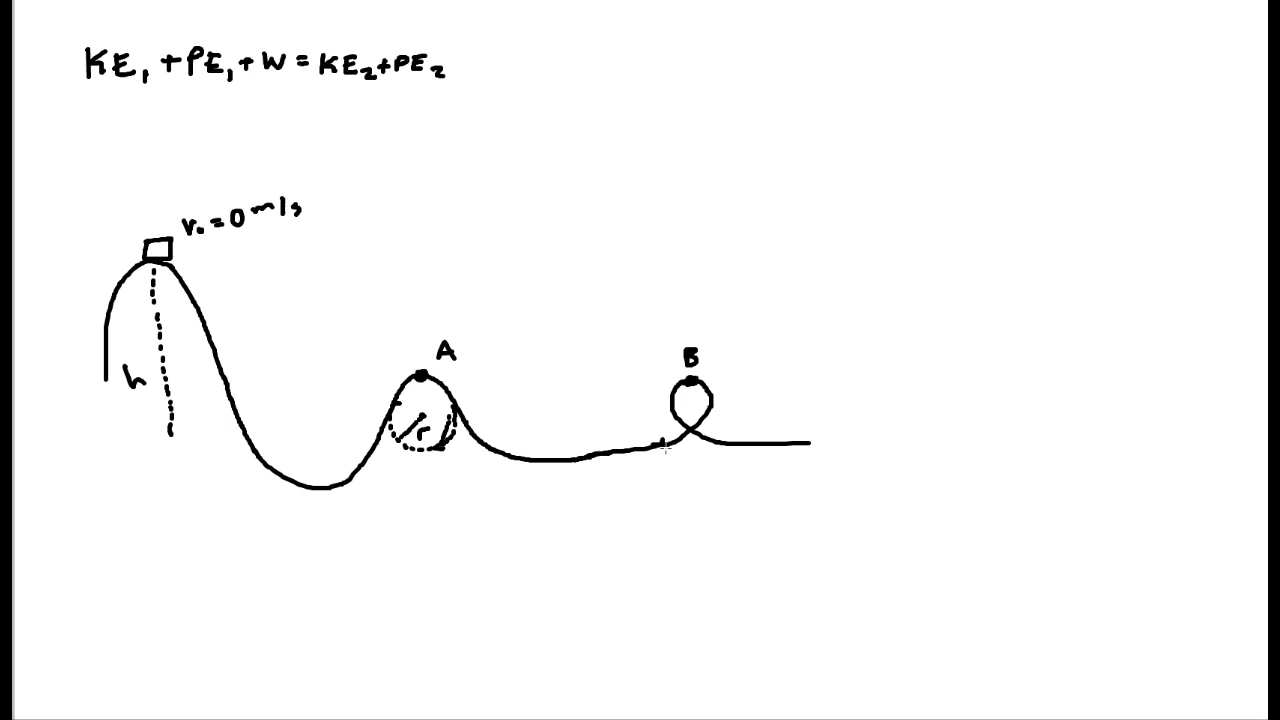 KE₁ + PE₁ + W = KE₂ + PE₂
v₀ = 0 m/s
A
B
h
r